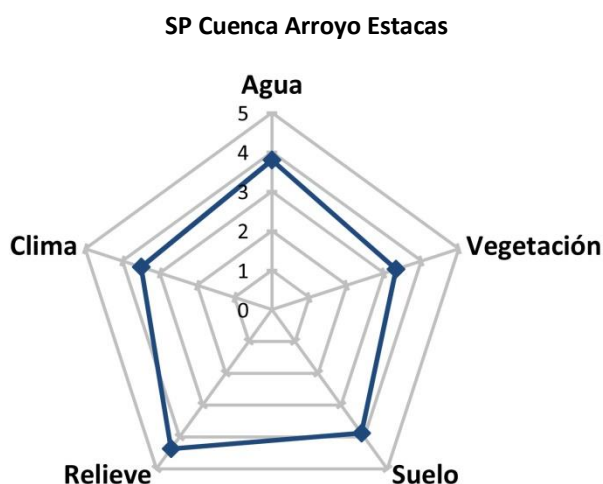 SP Cuenca Arroyo Estacas
Agua
5
4
3
2
1
0
Clima
Vegetación
Relieve
Suelo